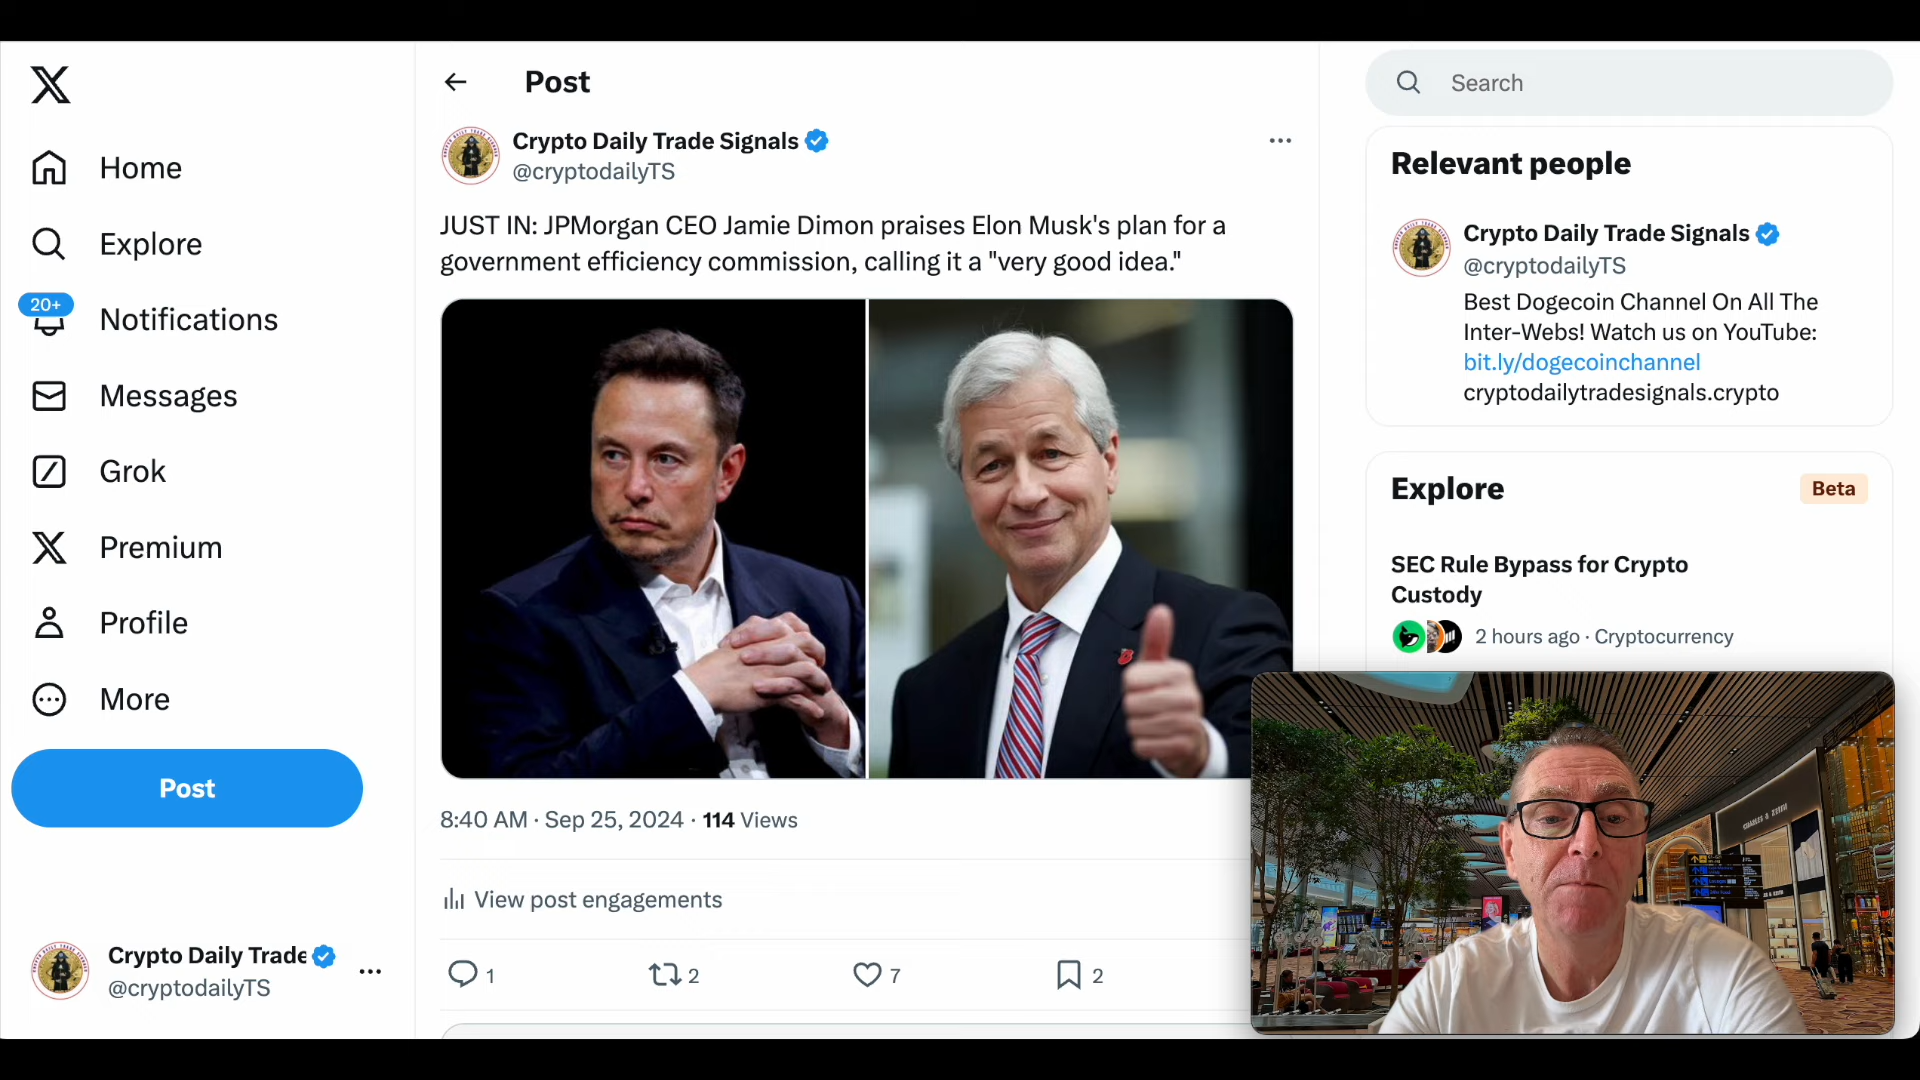 Home
Explore
20+
Notifications
Messages
Grok
Premium
Profile
More
Post
Crypto Daily Trade
@cryptodailyTS
Post
Crypto Daily Trade Signals
@cryptodailyTS
JUST IN: JPMorgan CEO Jamie Dimon praises Elon Musk's plan for a
government efficiency commission, calling it a "very good idea."
8:40 AM · Sep 25, 2024 · 114 Views
View post engagements
1
2
7
2
Search
Relevant people
Crypto Daily Trade Signals
@cryptodailyTS
Best Dogecoin Channel On All The
Inter-Webs! Watch us on YouTube:
bit.ly/dogecoinchannel
cryptodailytradesignals.crypto
Explore
Beta
SEC Rule Bypass for Crypto
Custody
2 hours ago · Cryptocurrency
CHARLES & KEITH